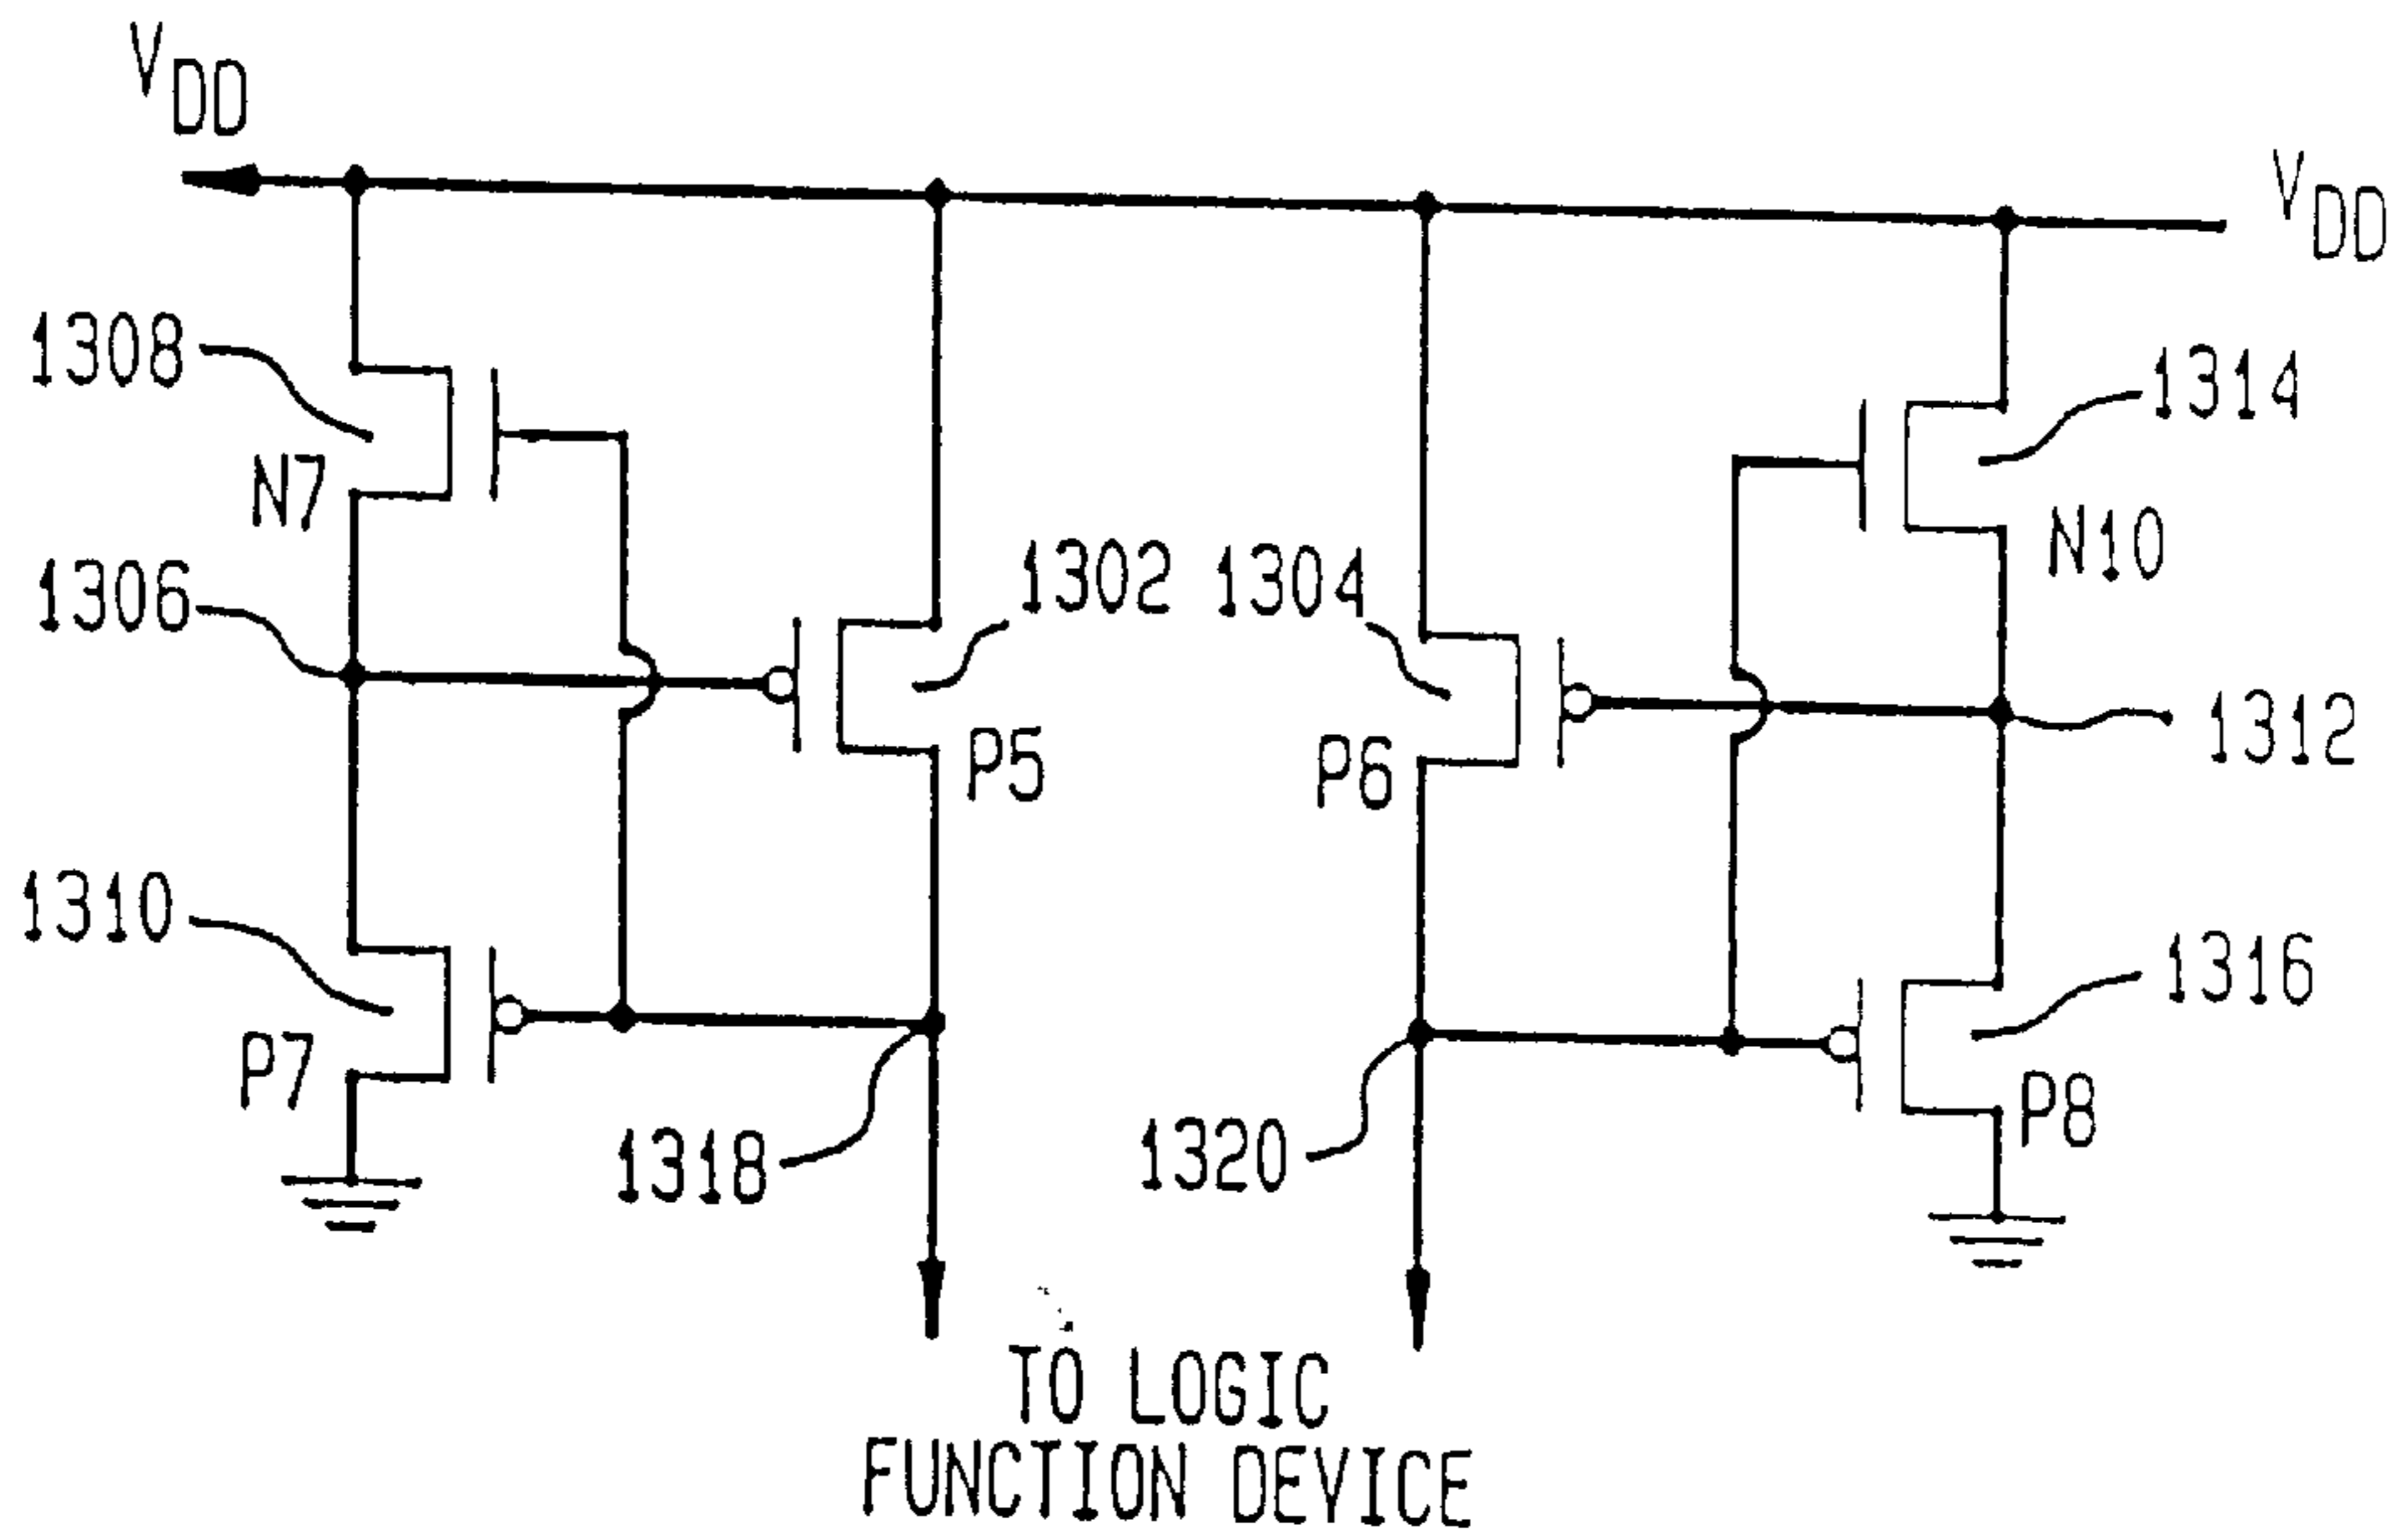 VDD
VDD
1308
1314
N7
N10
1306
1302
1304
P5
P6
1312
1310
1316
P7
P8
1318
1320
TO LOGIC
FUNCTION DEVICE